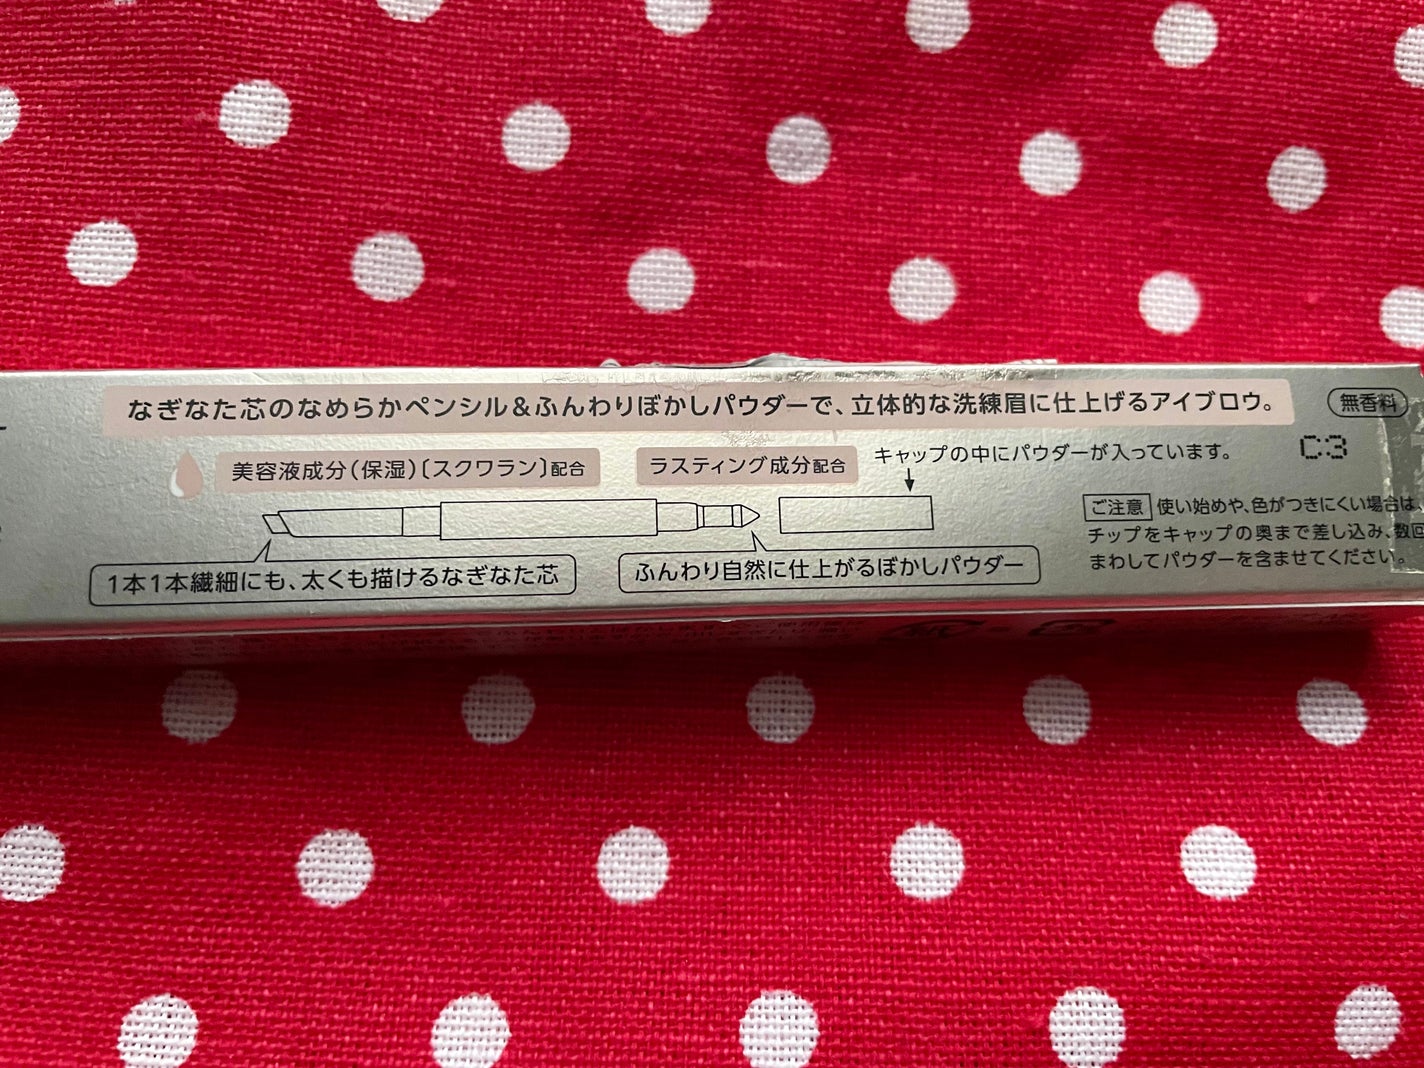 なぎなた芯のなめらかペンシル&ふんわりぼかしパウダーで、立体的な洗練眉に仕上げるアイブロウ。
無香料
美容液成分(保湿)〔スクワラン〕配合
ラスティング成分配合
キャップの中にパウダーが入っています。
C:3
1本1本繊細にも、太くも描けるなぎなた芯
ふんわり自然に仕上がるぼかしパウダー
ご注意 使い始めや、色がつきにくい場合は、
チップをキャップの奥まで差し込み、数回
まわしてパウダーを含ませてください。